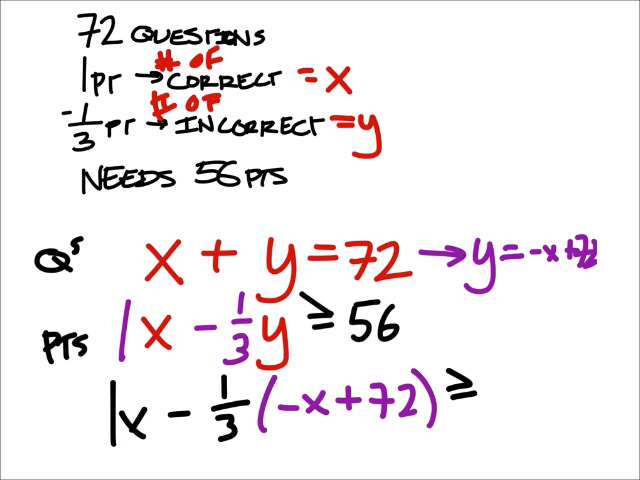 72 QUESTIONS
# OF
1 PT → CORRECT = x
# OF
-1/3 PT → INCORRECT = y
NEEDS 56 PTS
Q's x + y = 72 → y = -x + 72
PTS 1x - 1/3 y ≥ 56
1x - 1/3 (-x + 72) ≥